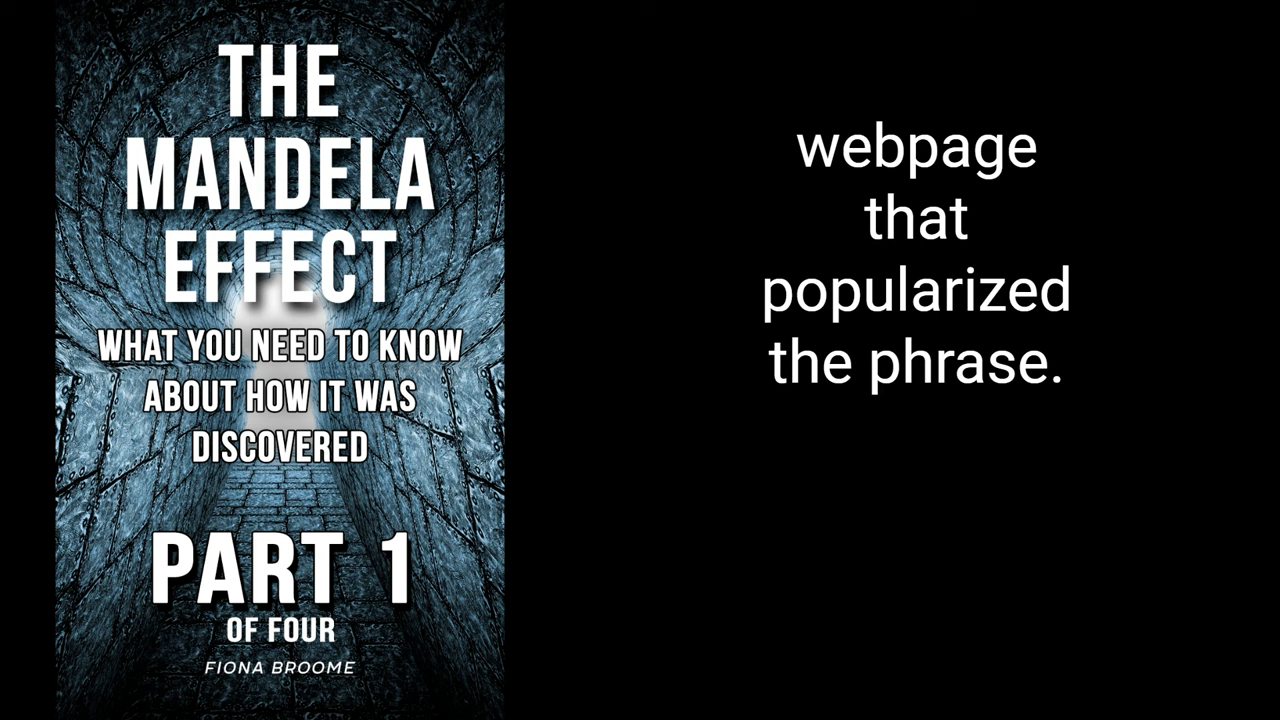 THE
MANDELA
EFFECT
WHAT YOU NEED TO KNOW
ABOUT HOW IT WAS
DISCOVERED
PART 1
OF FOUR
FIONA BROOME
webpage
that
popularized
the phrase.